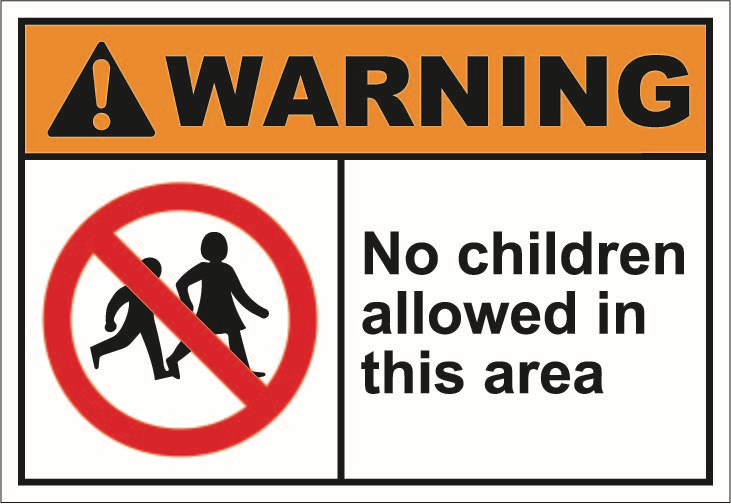 WARNING
No children
allowed in
this area